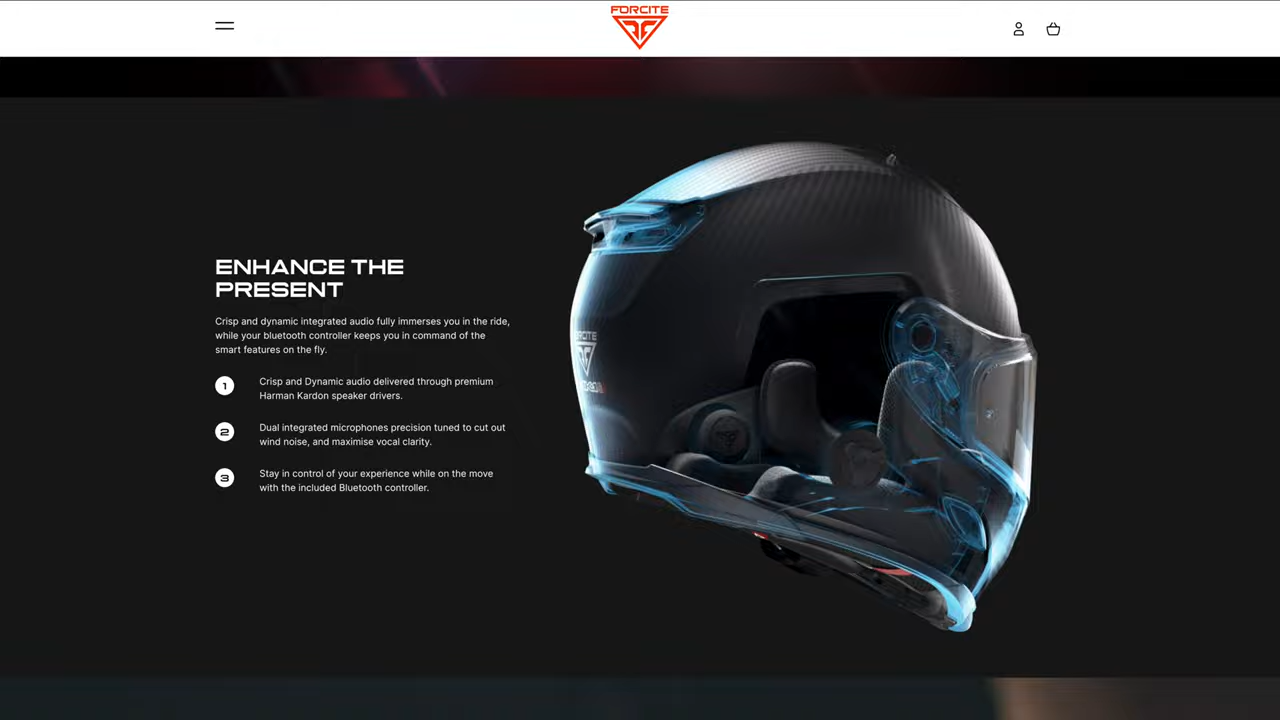 FORCITE
ENHANCE THE
PRESENT
Crisp and dynamic integrated audio fully immerses you in the ride,
while your bluetooth controller keeps you in command of the
smart features on the fly.
1
Crisp and Dynamic audio delivered through premium
Harman Kardon speaker drivers.
2
Dual integrated microphones precision tuned to cut out
wind noise, and maximise vocal clarity.
3
Stay in control of your experience while on the move
with the included Bluetooth controller.